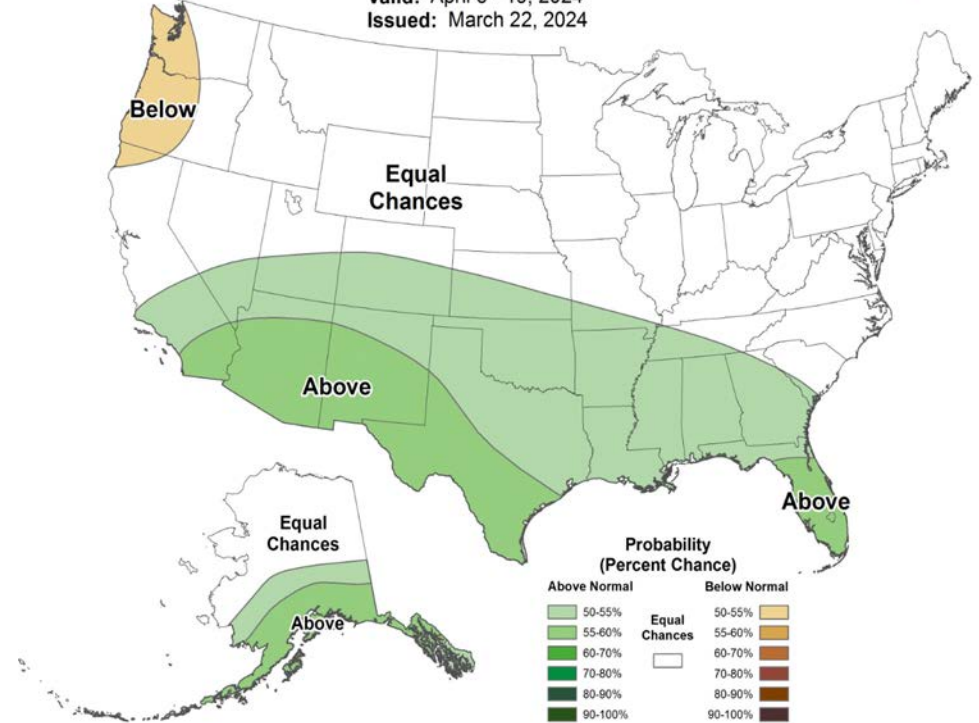 Issued: March 22, 2024
Below
Equal
Chances
Above
Above
Equal
Chances
Above
Probability
(Percent Chance)
Above Normal
Below Normal
Equal
Chances
50-55%
55-60%
60-70%
70-80%
80-90%
90-100%
50-55%
55-60%
60-70%
70-80%
80-90%
90-100%